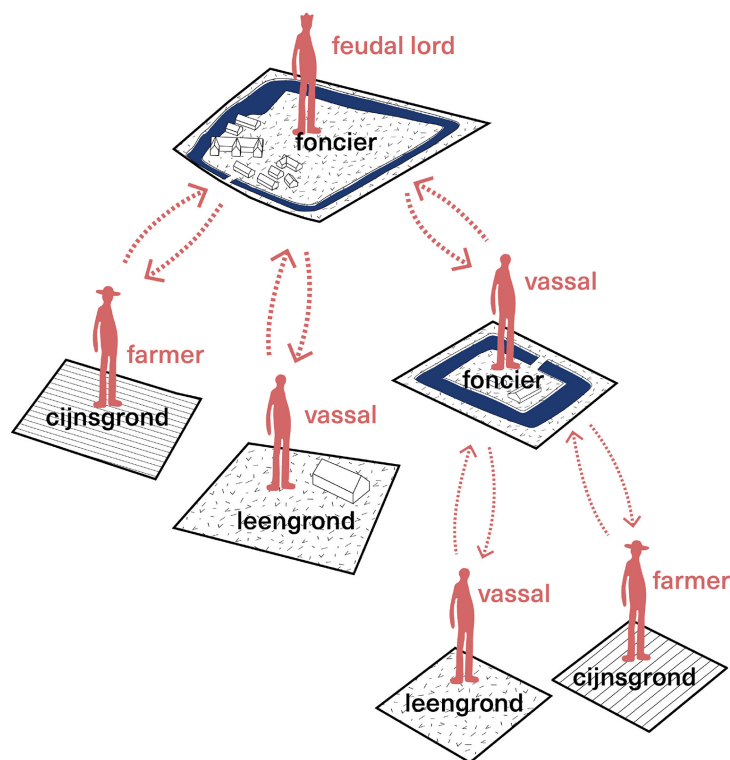 feudal lord
foncier
vassal
farmer
foncier
cijnsgrond
vassal
leengrond
vassal
farmer
cijnsgrond
leengrond